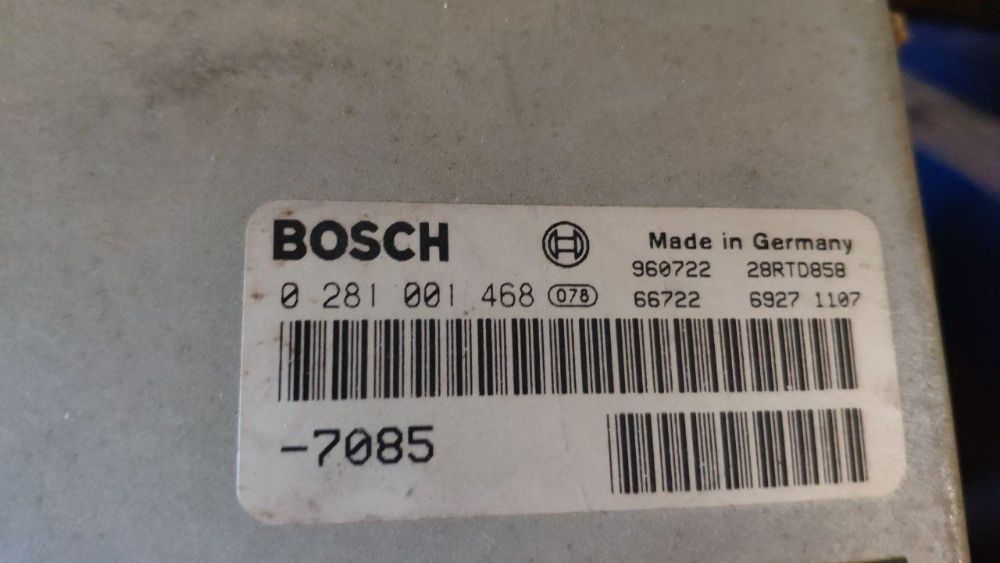 BOSCH Made in Germany
960722 28RTD858
0 281 001 468 078 66722 6927 1107
-7085